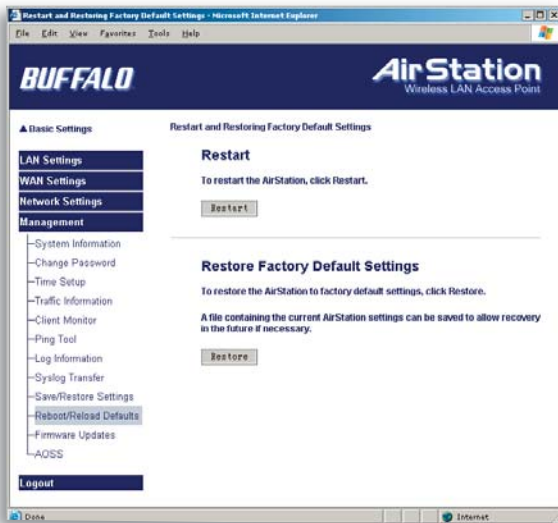 Restart and Restoring Factory Default Settings - Microsoft Internet Explorer
File Edit View Favorites Tools Help
BUFFALO
AirStation
Wireless LAN Access Point
▲ Basic Settings
LAN Settings
WAN Settings
Network Settings
Management
System Information
Change Password
Time Setup
Traffic Information
Client Monitor
Ping Tool
Log Information
Syslog Transfer
Save/Restore Settings
Reboot/Reload Defaults
Firmware Updates
AOSS
Logout
Restart and Restoring Factory Default Settings
Restart
To restart the AirStation, click Restart.
Restart
Restore Factory Default Settings
To restore the AirStation to factory default settings, click Restore.
A file containing the current AirStation settings can be saved to allow recovery
in the future if necessary.
Restore
Done
Internet